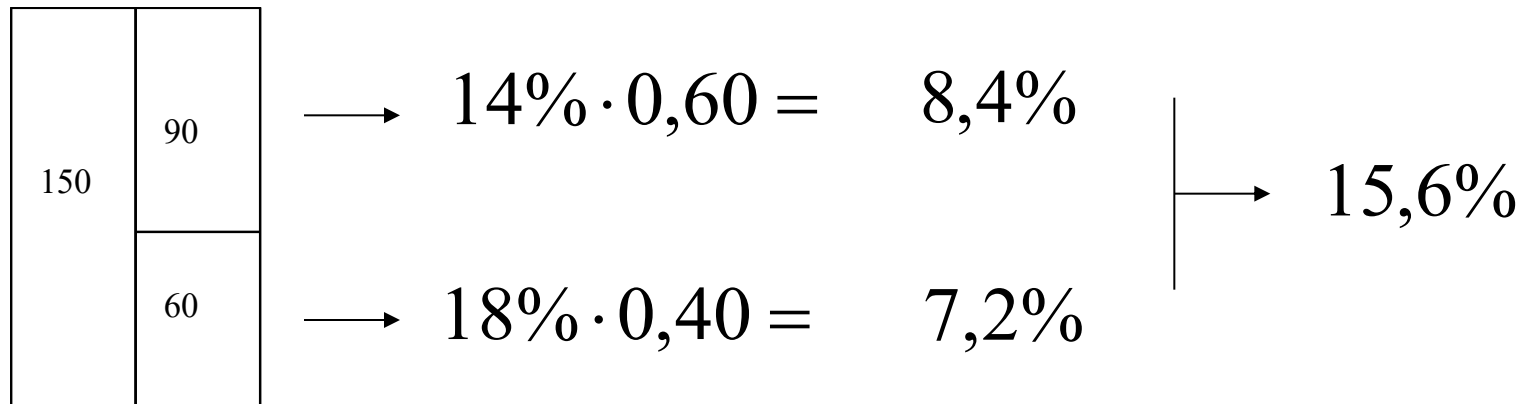 150
90
14% · 0,60 = 8,4%
60
18% · 0,40 = 7,2%
15,6%